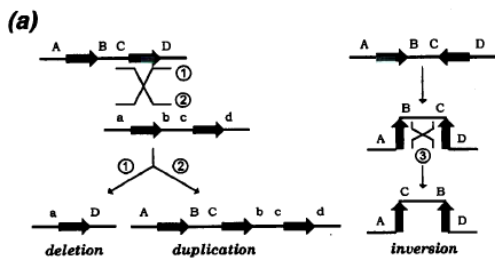 (a)
A B C D
①
②
a b c d
① ②
a D
A B C b c d
deletion duplication
A B C D
B C
A D
③
C B
A D
inversion